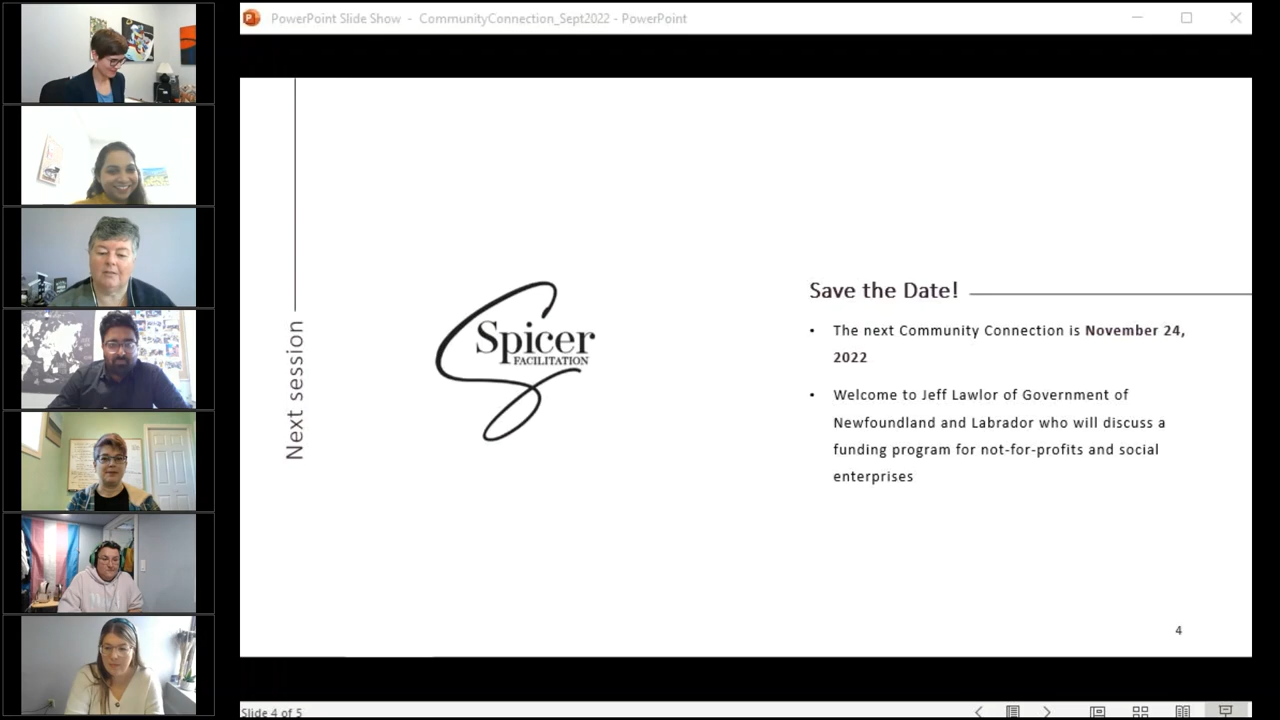 PowerPoint Slide Show - CommunityConnection_Sept2022 - PowerPoint
Next session
Spicer
FACILITATION
Save the Date!
• The next Community Connection is November 24,
2022
• Welcome to Jeff Lawlor of Government of
Newfoundland and Labrador who will discuss a
funding program for not-for-profits and social
enterprises
4
Slide 4 of 5